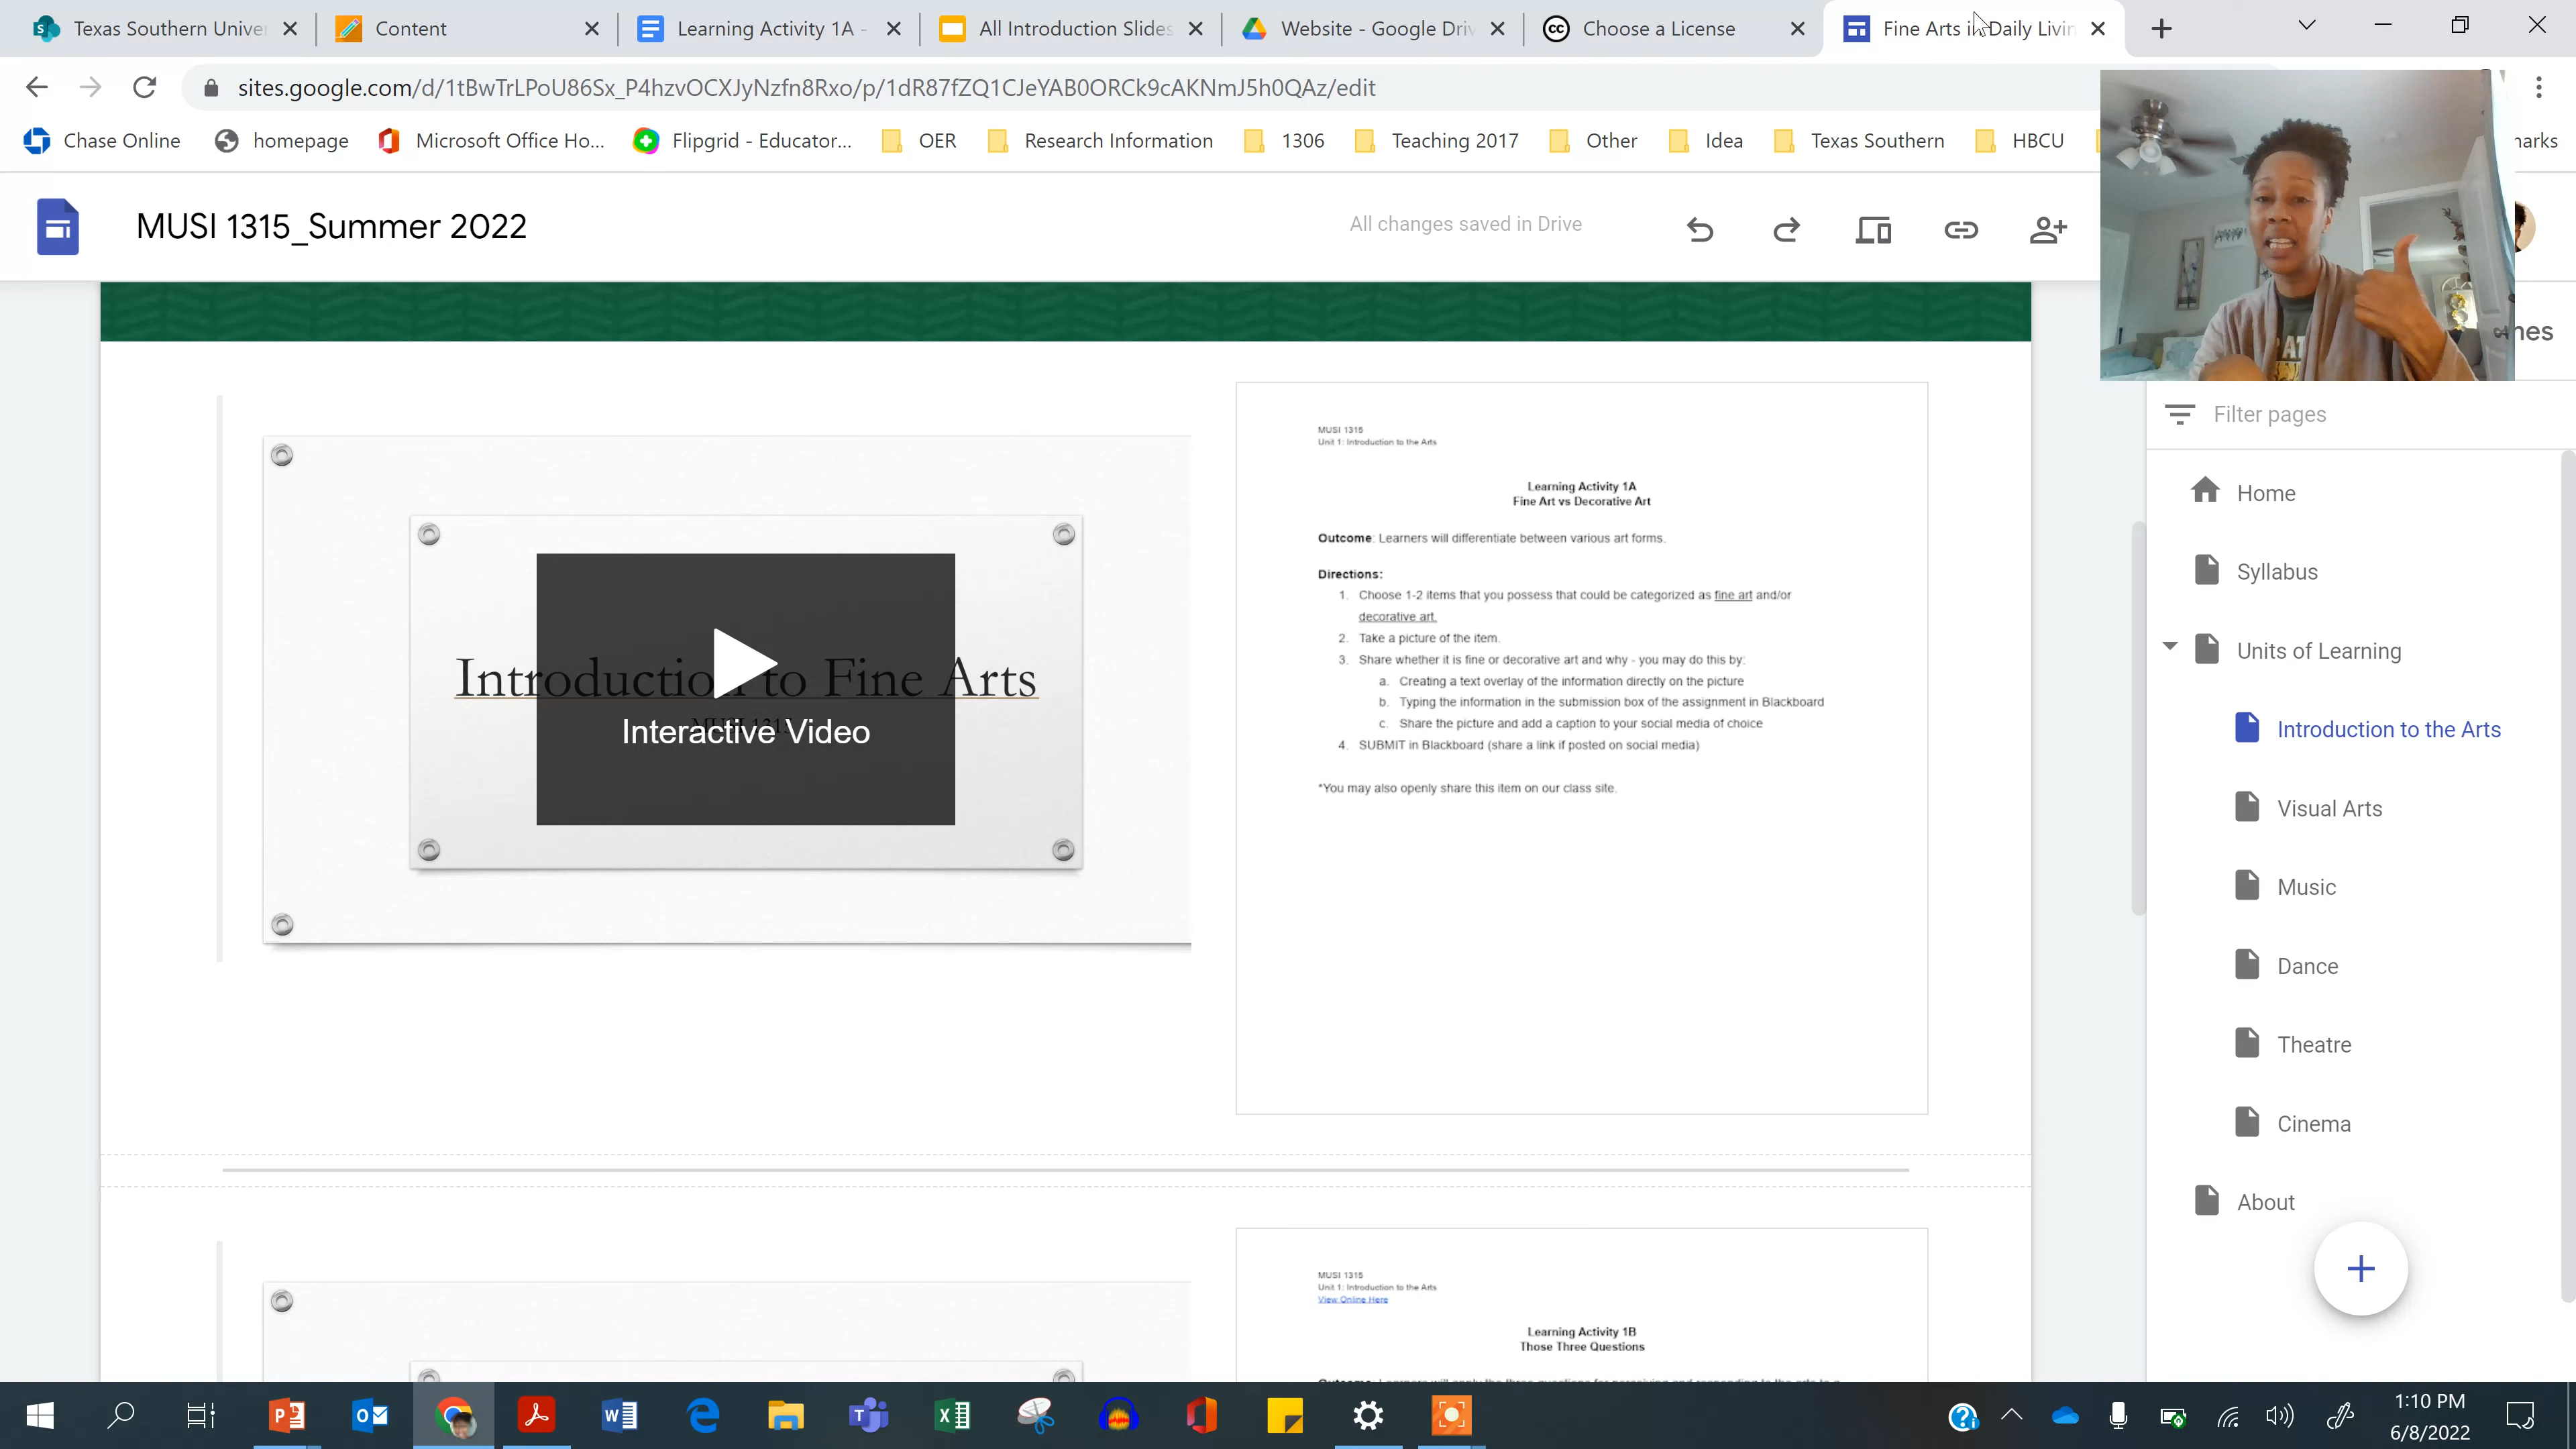 Texas Southern Univer
Content
Learning Activity 1A -
All Introduction Slides
Website - Google Driv
Choose a License
Fine Arts in Daily Livin
sites.google.com/d/1tBwTrLPoU86Sx_P4hzvOCXJyNzfn8Rxo/p/1dR87fZQ1CJeYAB0ORCk9cAKNmJ5h0QAz/edit
Chase Online
homepage
Microsoft Office Ho...
Flipgrid - Educator...
OER
Research Information
1306
Teaching 2017
Other
Idea
Texas Southern
HBCU
arks
MUSI 1315_Summer 2022
All changes saved in Drive
Introduction to Fine Arts
Interactive Video
MUSI 1315
Unit 1: Introduction to the Arts
Learning Activity 1A
Fine Art vs Decorative Art
Outcome: Learners will differentiate between various art forms.
Directions:
1. Choose 1-2 items that you possess that could be categorized as fine art and/or
decorative art.
2. Take a picture of the item.
3. Share whether it is fine or decorative art and why - you may do this by:
a. Creating a text overlay of the information directly on the picture
b. Typing the information in the submission box of the assignment in Blackboard
c. Share the picture and add a caption to your social media of choice
4. SUBMIT in Blackboard (share a link if posted on social media)
*You may also openly share this item on our class site.
MUSI 1315
Unit 1: Introduction to the Arts
View Online Here
Learning Activity 1B
Those Three Questions
mes
Filter pages
Home
Syllabus
Units of Learning
Introduction to the Arts
Visual Arts
Music
Dance
Theatre
Cinema
About
1:10 PM
6/8/2022